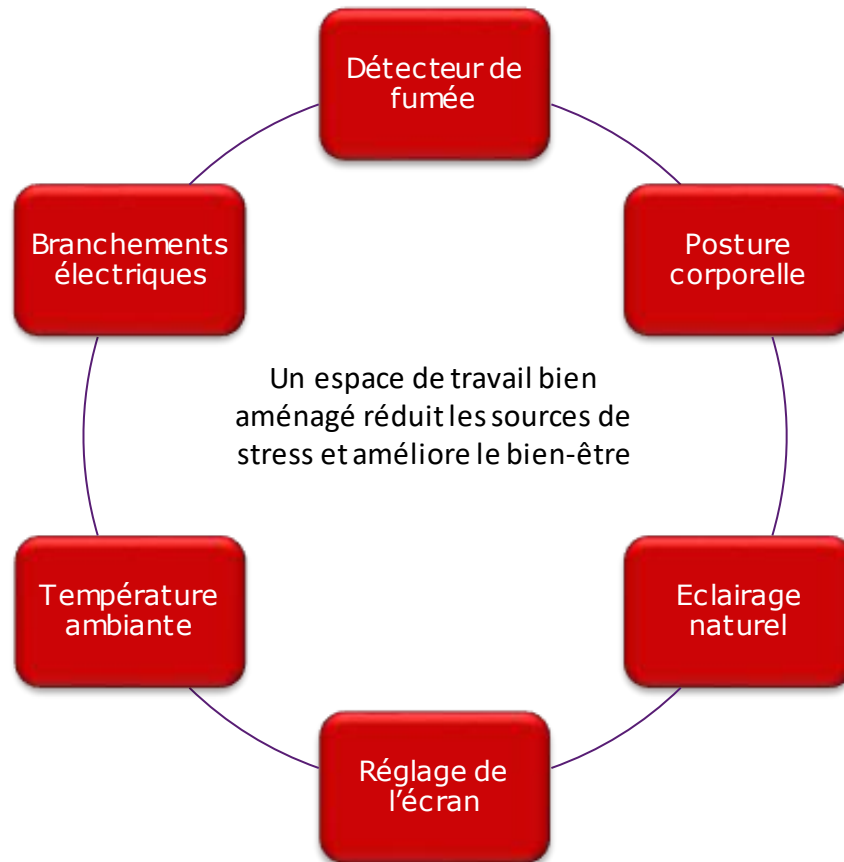 Détecteur de
fumée
Branchements
électriques
Posture
corporelle
Un espace de travail bien
aménagé réduit les sources de
stress et améliore le bien-être
Température
ambiante
Eclairage
naturel
Réglage de
l’écran